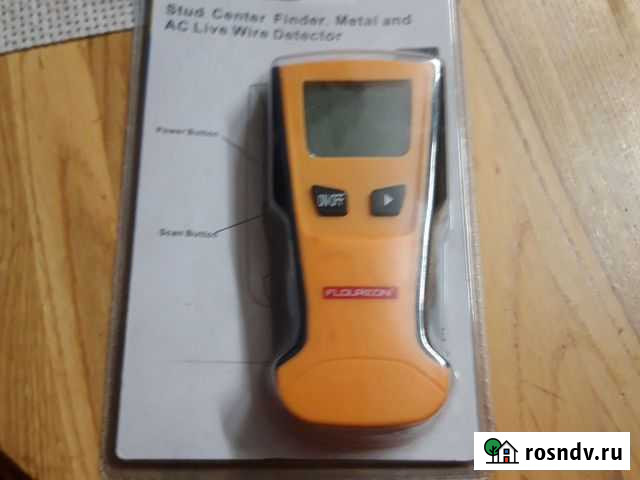 Stud Center Finder, Metal and
AC Live Wire Detector
Power Button
ON/OFF
Scan Button
FLOUREON
rosndv.ru